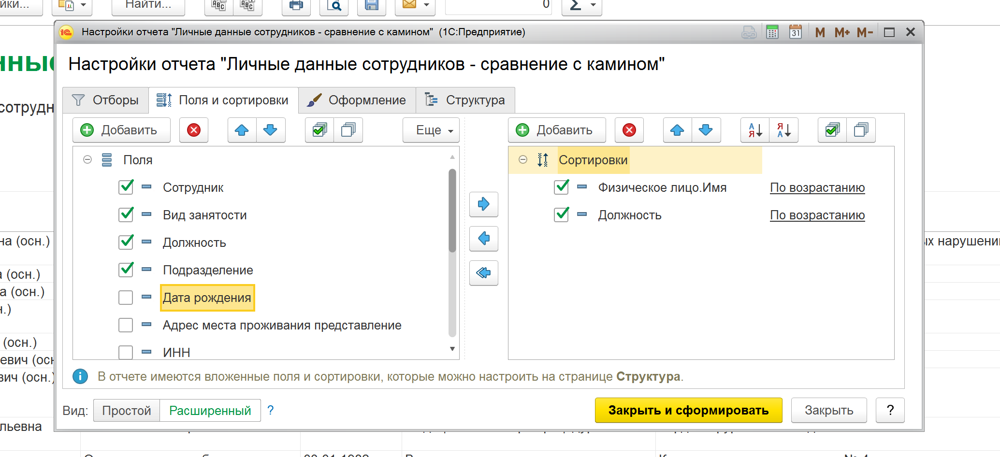 йки...
Найти...
0
Настройки отчета "Личные данные сотрудников - сравнение с камином" (1С:Предприятие)
31
M M+ M-
нные
Настройки отчета "Личные данные сотрудников - сравнение с камином"
Отборы Поля и сортировки Оформление Структура
сотрудн
Добавить Еще Добавить
Поля
Сотрудник
Вид занятости
Должность
Подразделение
Дата рождения
Адрес места проживания представление
ИНН
Сортировки
Физическое лицо.Имя По возрастанию
Должность По возрастанию
на (осн.)
ых нарушени
а (осн.)
а (осн.)
н.)
(осн.)
евич (осн
вич (осн.)
В отчете имеются вложенные поля и сортировки, которые можно настроить на странице Структура.
Вид: Простой Расширенный ?
Закрыть и сформировать Закрыть ?
льевна